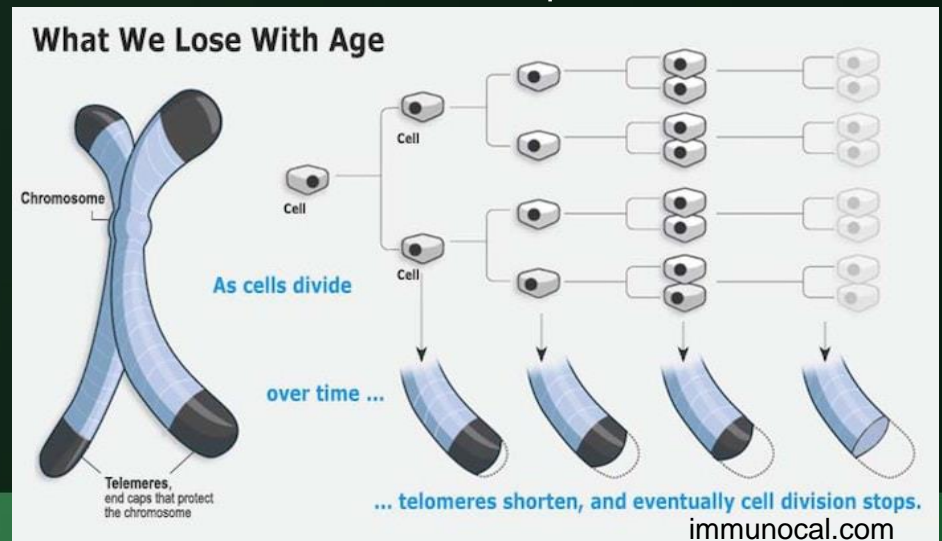 What We Lose With Age
Chromosome
Cell
Cell
Cell
As cells divide
over time ...
Telemeres,
end caps that protect
the chromosome
... telomeres shorten, and eventually cell division stops.
immunocal.com